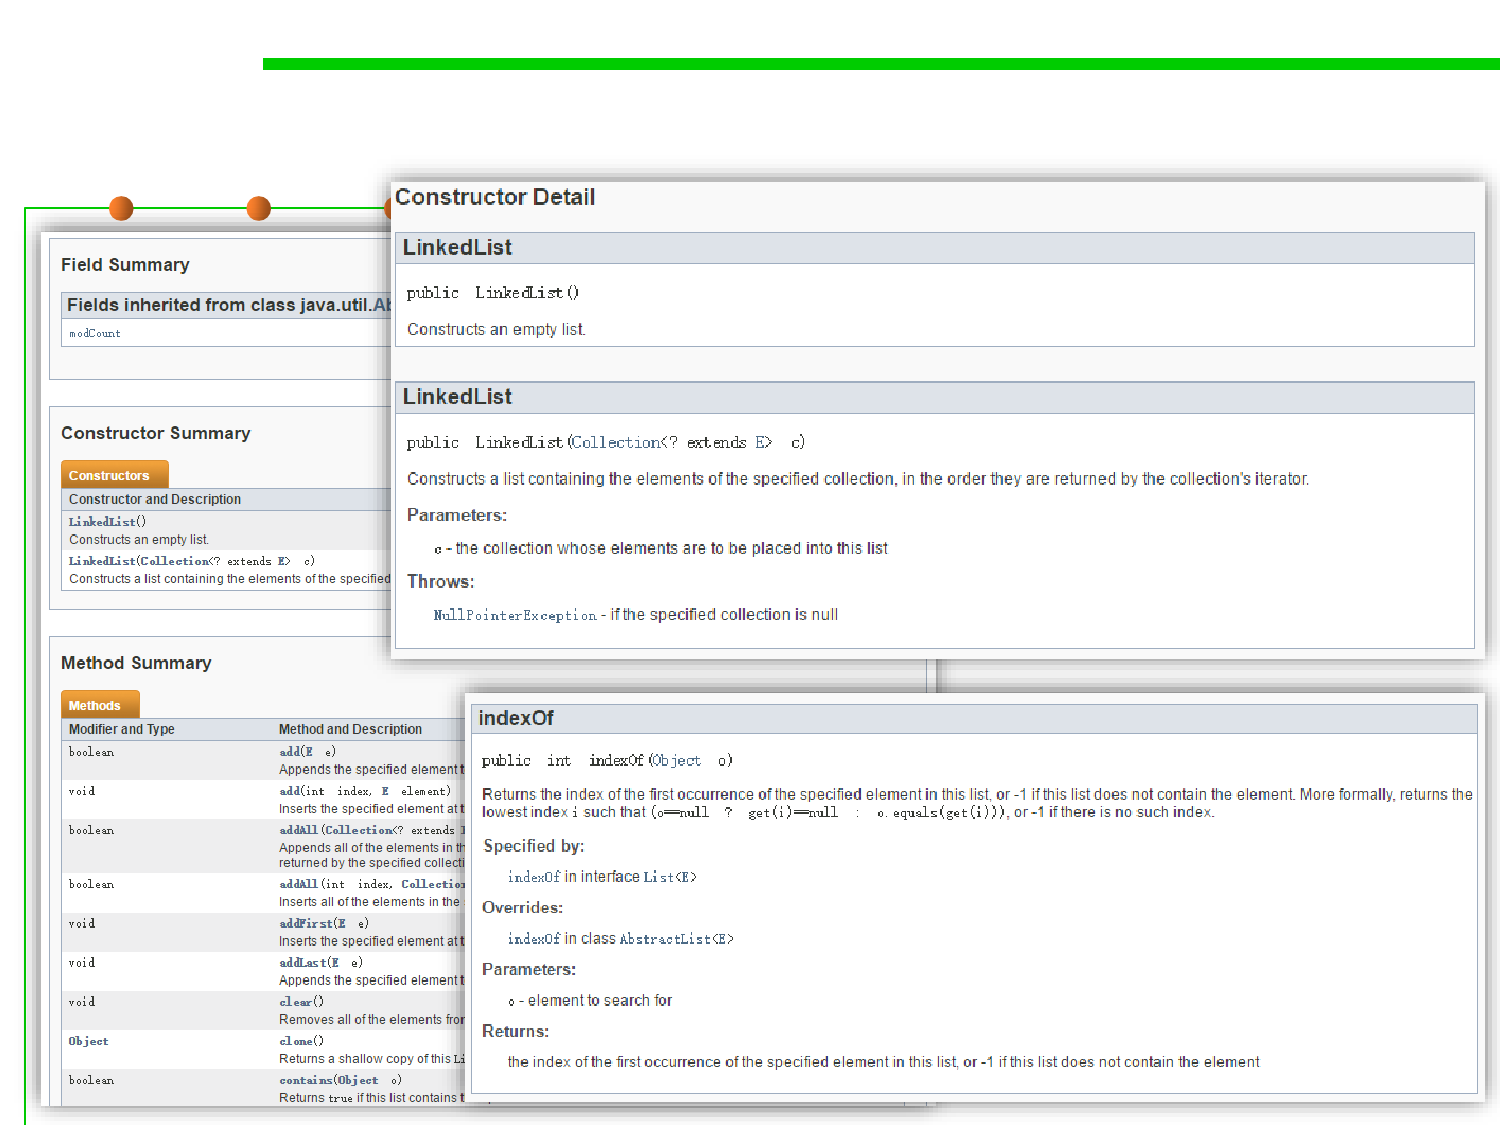 Constructor Detail
LinkedList
public LinkedList()
Constructs an empty list.
LinkedList
public LinkedList(Collection<? extends E> c)
Constructs a list containing the elements of the specified collection, in the order they are returned by the collection's iterator.
Parameters:
c - the collection whose elements are to be placed into this list
Throws:
NullPointerException - if the specified collection is null
Field Summary
Fields inherited from class java.util.Ab
modCount
Constructor Summary
Constructors
Constructor and Description
LinkedList()
Constructs an empty list.
LinkedList(Collection<? extends E> c)
Constructs a list containing the elements of the specified
Method Summary
Methods
Modifier and Type Method and Description
boolean add(E e)
Appends the specified element t
void add(int index, E element)
Inserts the specified element at t
boolean addAll(Collection<? extends E
Appends all of the elements in th
returned by the specified collecti
boolean addAll(int index, Collection
Inserts all of the elements in the
void addFirst(E e)
Inserts the specified element at t
void addLast(E e)
Appends the specified element t
void clear()
Removes all of the elements from
Object clone()
Returns a shallow copy of this Li
boolean contains(Object o)
Returns true if this list contains t
indexOf
public int indexOf(Object o)
Returns the index of the first occurrence of the specified element in this list, or -1 if this list does not contain the element. More formally, returns the
lowest index i such that (o==null ? get(i)==null : o.equals(get(i))), or -1 if there is no such index.
Specified by:
indexOf in interface List<E>
Overrides:
indexOf in class AbstractList<E>
Parameters:
o - element to search for
Returns:
the index of the first occurrence of the specified element in this list, or -1 if this list does not contain the element